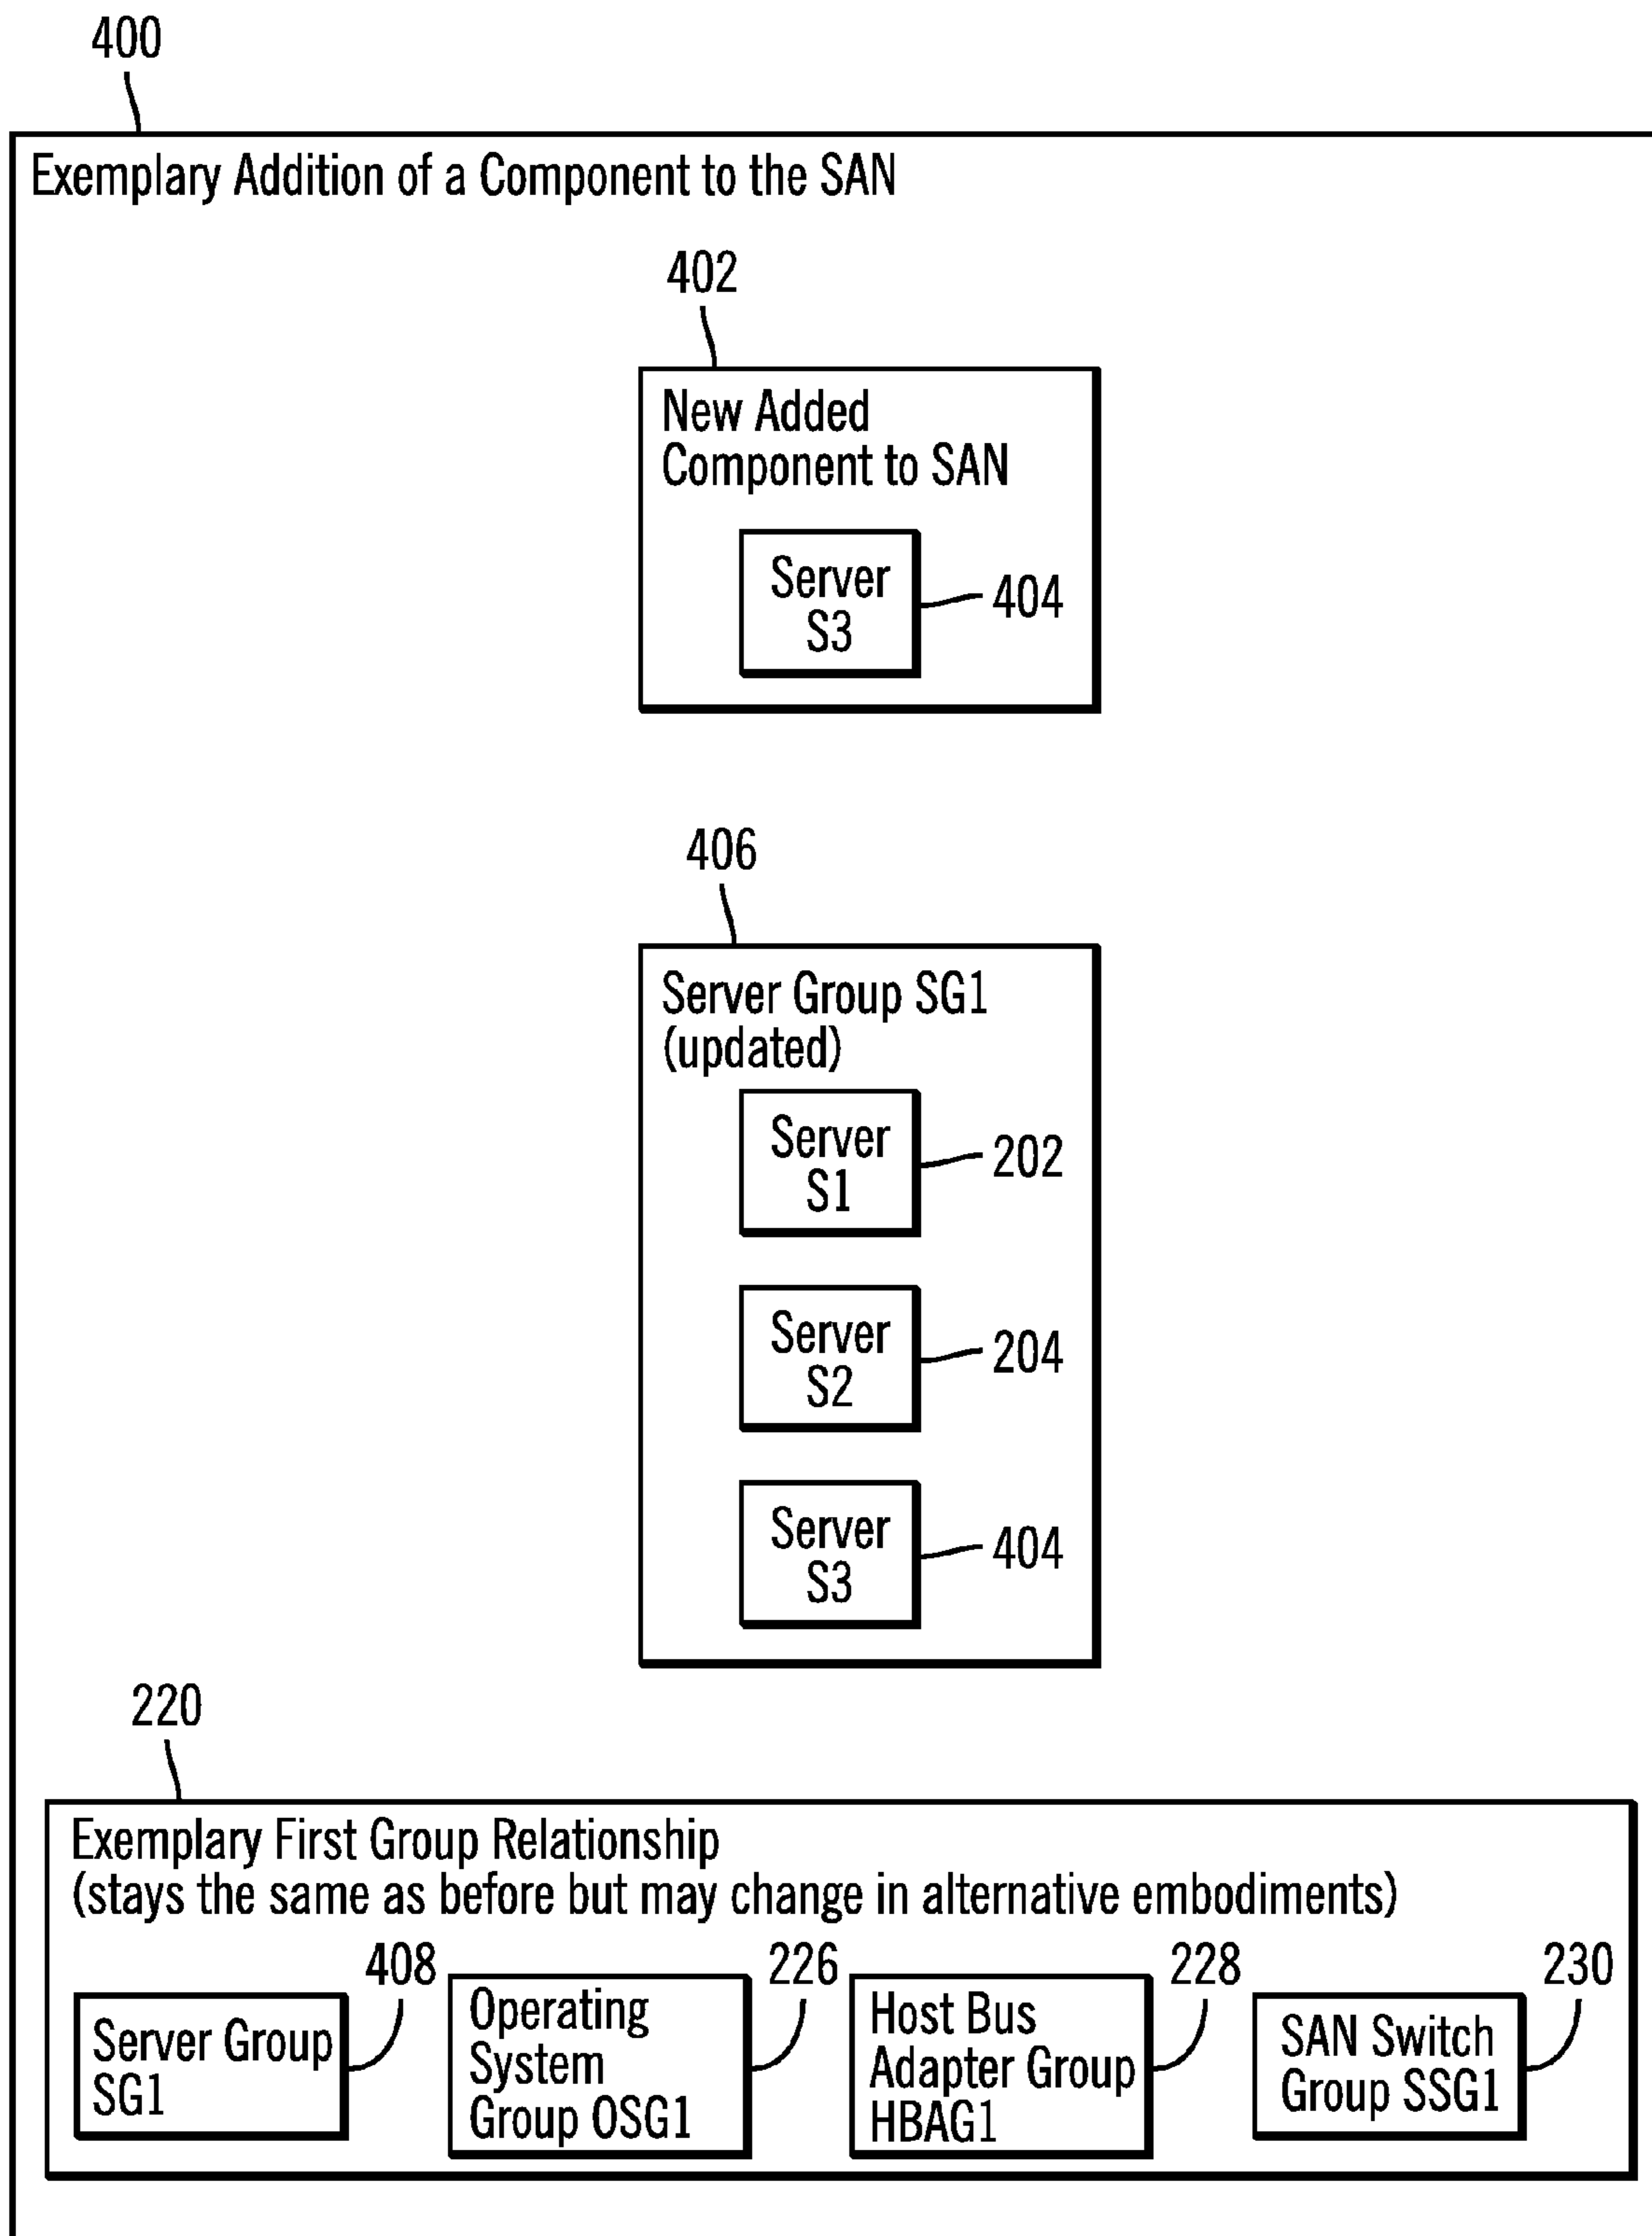 400
Exemplary Addition of a Component to the SAN
402
New Added
Component to SAN
Server
S3
404
406
Server Group SG1
(updated)
Server
S1
202
Server
S2
204
Server
S3
404
220
Exemplary First Group Relationship
(stays the same as before but may change in alternative embodiments)
408
Server Group
SG1
226
Operating
System
Group OSG1
228
Host Bus
Adapter Group
HBAG1
230
SAN Switch
Group SSG1